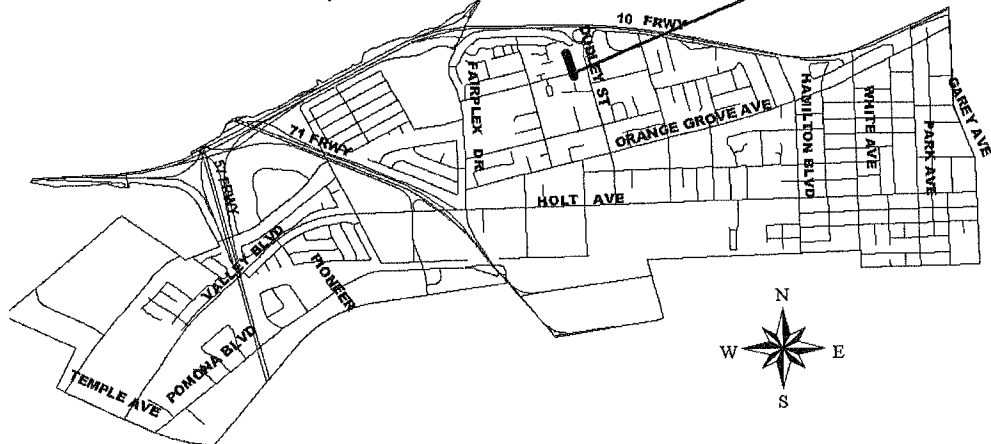 10 FRWY
DUDLEY ST
FAIRPLEX DR
ORANGE GROVE AVE
HAMILTON BLVD
WHITE AVE
PARK AVE
GAREY AVE
71 FRWY
57 FRWY
HOLT AVE
VALLEY BLVD
PIONEER
POMONA BLVD
TEMPLE AVE
N
W
E
S